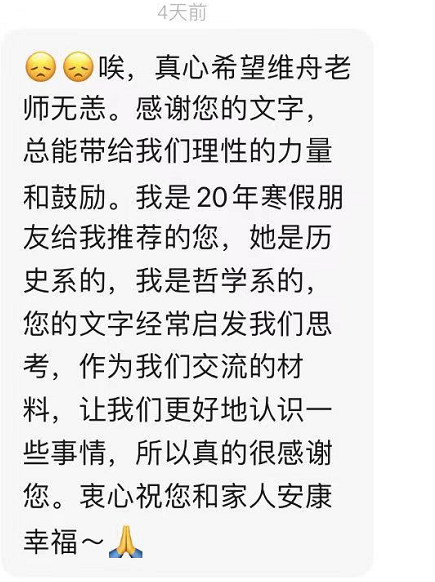 4天前
😞😞唉，真心希望维舟老
师无恙。感谢您的文字，
总能带给我们理性的力量
和鼓励。我是20年寒假朋
友给我推荐的您，她是历
史系的，我是哲学系的，
您的文字经常启发我们思
考，作为我们交流的材
料，让我们更好地认识一
些事情，所以真的很感谢
您。衷心祝您和家人安康
幸福～🙏